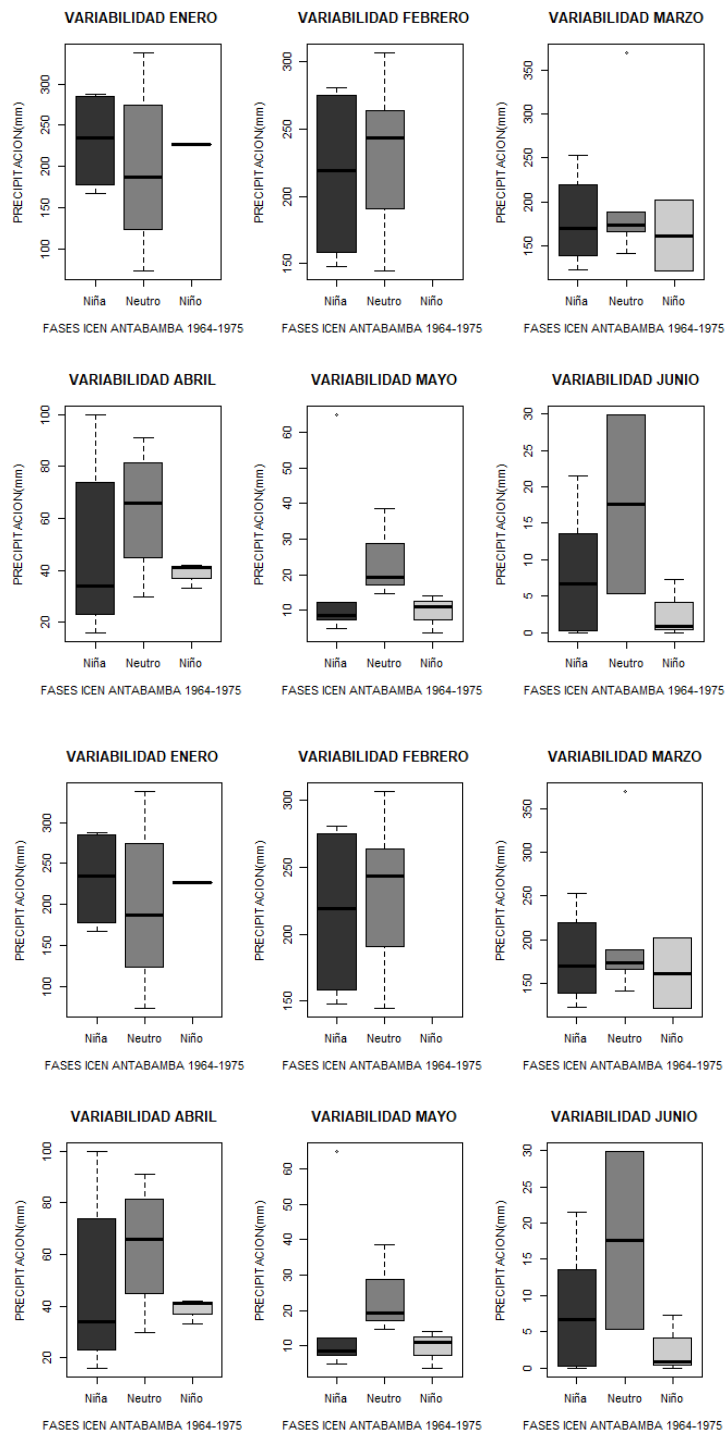 VARIABILIDAD ENERO
PRECIPITACION(mm)
300
250
200
150
100
Niña Neutro Niño
FASES ICEN ANTABAMBA 1964-1975
VARIABILIDAD FEBRERO
PRECIPITACION(mm)
300
250
200
150
Niña Neutro Niño
FASES ICEN ANTABAMBA 1964-1975
VARIABILIDAD MARZO
PRECIPITACION(mm)
350
300
250
200
150
Niña Neutro Niño
FASES ICEN ANTABAMBA 1964-1975
VARIABILIDAD ABRIL
PRECIPITACION(mm)
100
80
60
40
20
Niña Neutro Niño
FASES ICEN ANTABAMBA 1964-1975
VARIABILIDAD MAYO
PRECIPITACION(mm)
60
50
40
30
20
10
Niña Neutro Niño
FASES ICEN ANTABAMBA 1964-1975
VARIABILIDAD JUNIO
PRECIPITACION(mm)
30
25
20
15
10
5
0
Niña Neutro Niño
FASES ICEN ANTABAMBA 1964-1975
VARIABILIDAD ENERO
PRECIPITACION(mm)
300
250
200
150
100
Niña Neutro Niño
FASES ICEN ANTABAMBA 1964-1975
VARIABILIDAD FEBRERO
PRECIPITACION(mm)
300
250
200
150
Niña Neutro Niño
FASES ICEN ANTABAMBA 1964-1975
VARIABILIDAD MARZO
PRECIPITACION(mm)
350
300
250
200
150
Niña Neutro Niño
FASES ICEN ANTABAMBA 1964-1975
VARIABILIDAD ABRIL
PRECIPITACION(mm)
100
80
60
40
20
Niña Neutro Niño
FASES ICEN ANTABAMBA 1964-1975
VARIABILIDAD MAYO
PRECIPITACION(mm)
60
50
40
30
20
10
Niña Neutro Niño
FASES ICEN ANTABAMBA 1964-1975
VARIABILIDAD JUNIO
PRECIPITACION(mm)
30
25
20
15
10
5
0
Niña Neutro Niño
FASES ICEN ANTABAMBA 1964-1975